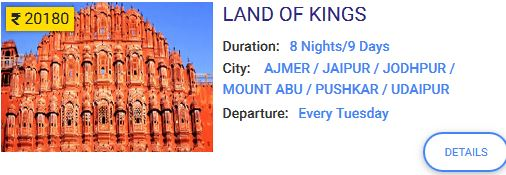 ₹ 20180
LAND OF KINGS
Duration: 8 Nights/9 Days
City: AJMER / JAIPUR / JODHPUR /
MOUNT ABU / PUSHKAR / UDAIPUR
Departure: Every Tuesday
DETAILS